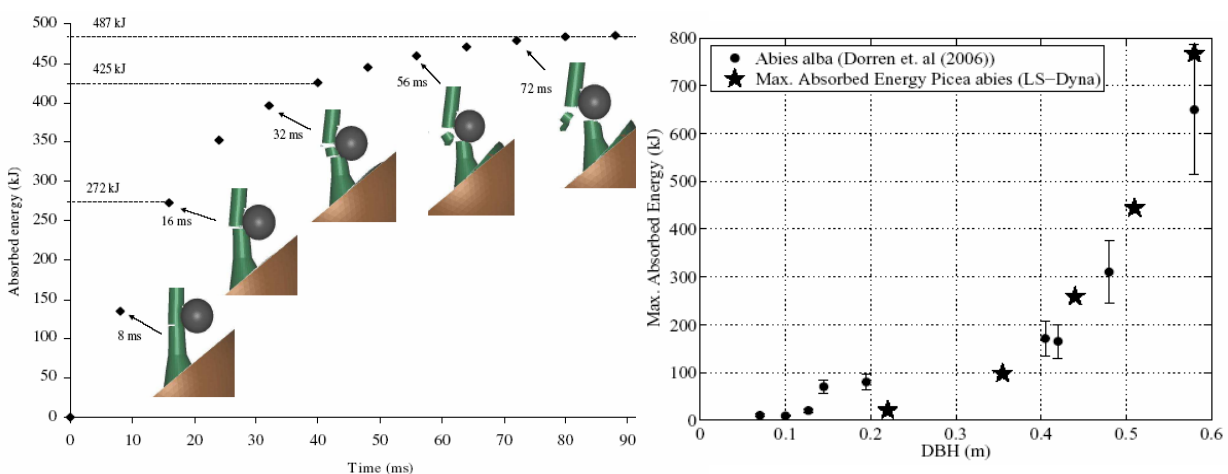 500
450
400
350
300
250
200
150
100
50
0
Absorbed energy (kJ)
487 kJ
425 kJ
272 kJ
8 ms
16 ms
32 ms
56 ms
72 ms
0 10 20 30 40 50 60 70 80 90
Time (ms)
800
700
600
500
400
300
200
100
0
Max. Absorbed Energy (kJ)
Abies alba (Dorren et. al (2006))
Max. Absorbed Energy Picea abies (LS−Dyna)
0 0.1 0.2 0.3 0.4 0.5 0.6
DBH (m)